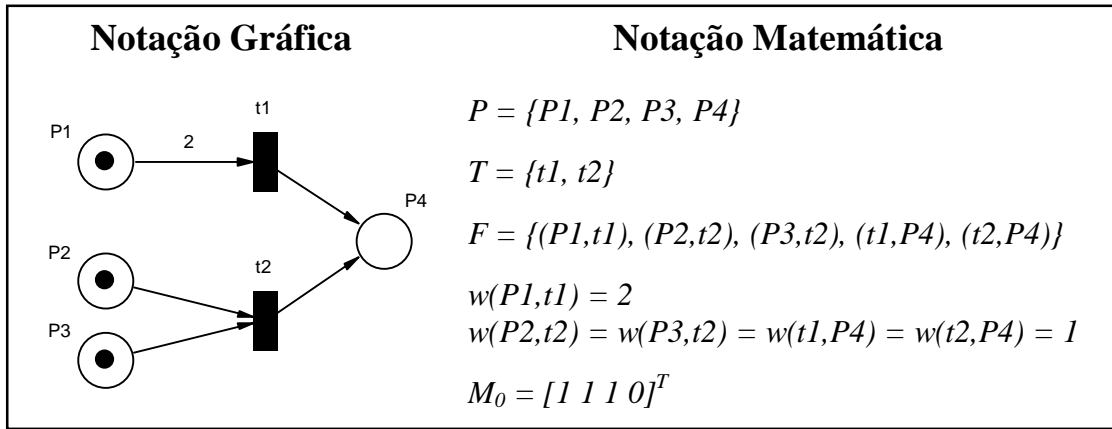 Notação Gráfica
t1
P1
2
P4
P2
t2
P3
Notação Matemática
P = {P1, P2, P3, P4}
T = {t1, t2}
F = {(P1,t1), (P2,t2), (P3,t2), (t1,P4), (t2,P4)}
w(P1,t1) = 2
w(P2,t2) = w(P3,t2) = w(t1,P4) = w(t2,P4) = 1
M₀ = [1 1 1 0]ᵀ